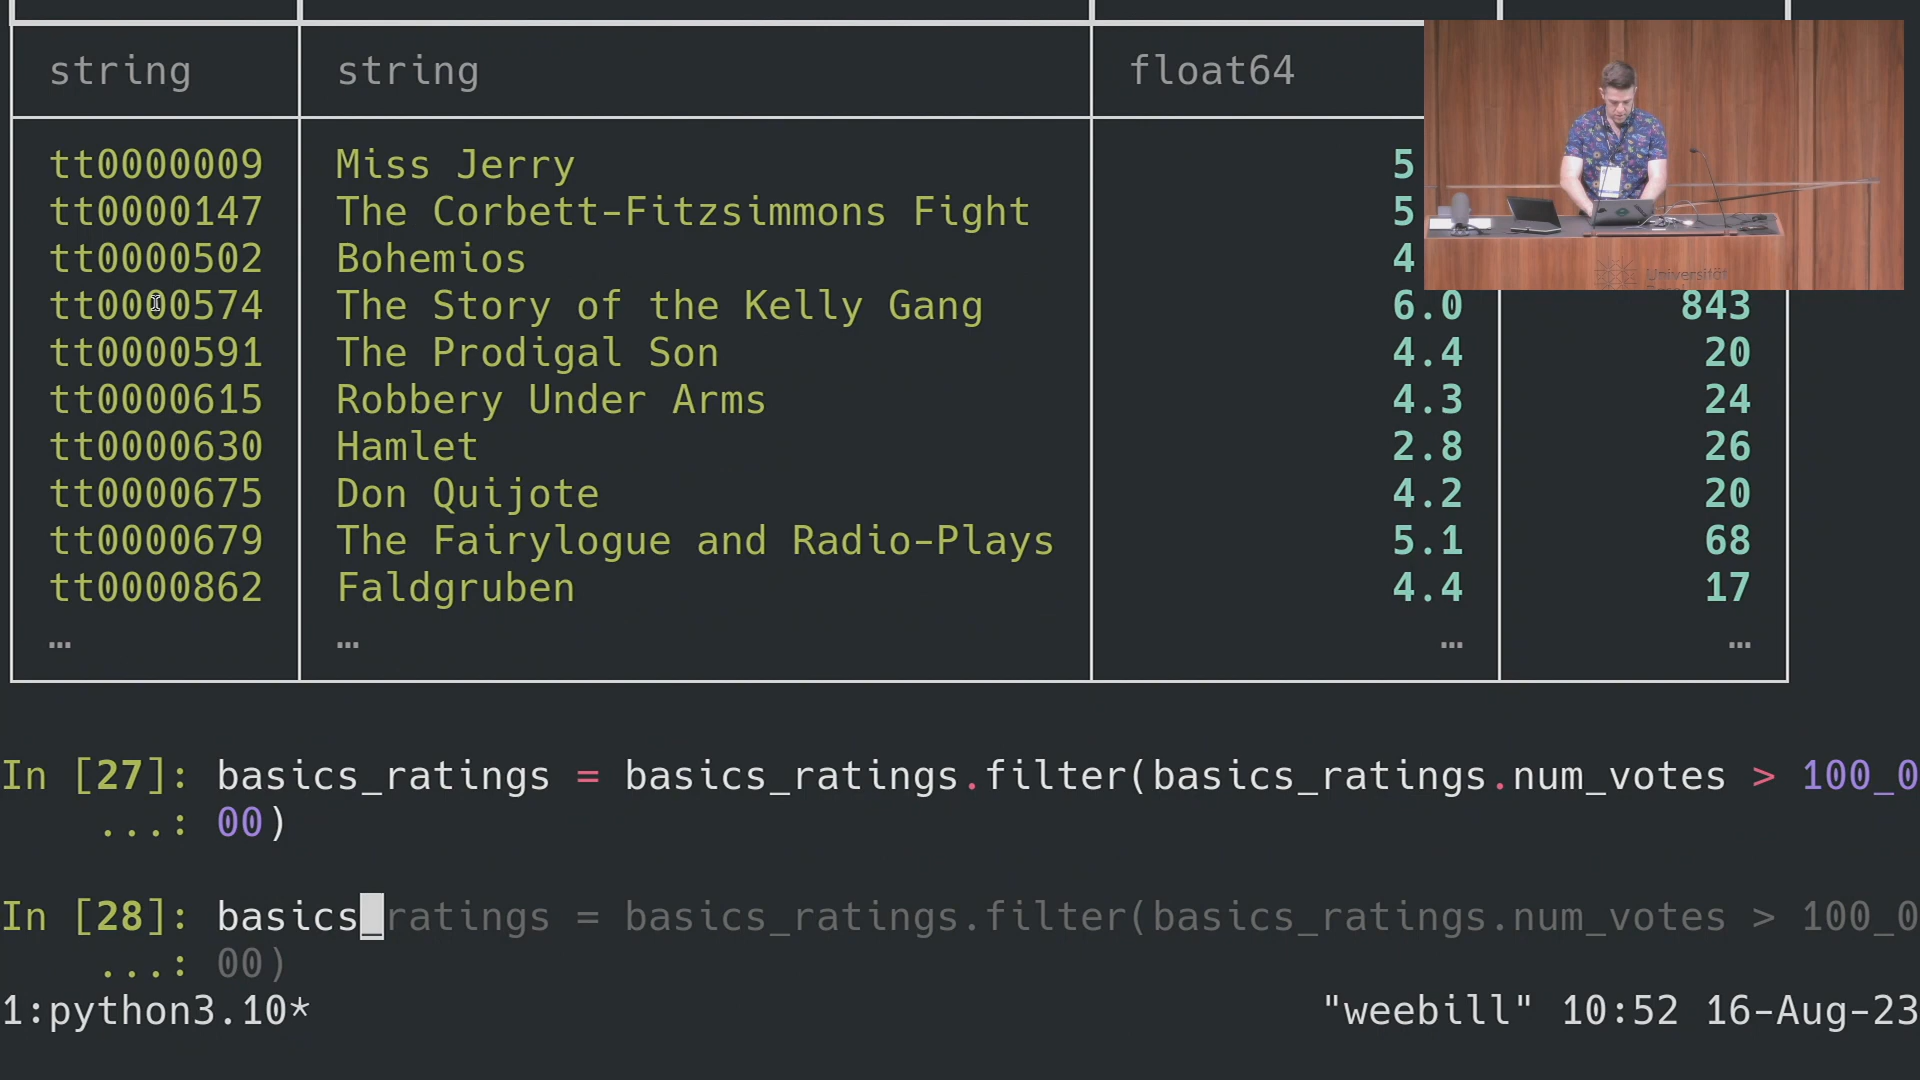 string string float64
tt0000009 Miss Jerry 5
tt0000147 The Corbett-Fitzsimmons Fight 5
tt0000502 Bohemios 4
tt0000574 The Story of the Kelly Gang 6.0 843
tt0000591 The Prodigal Son 4.4 20
tt0000615 Robbery Under Arms 4.3 24
tt0000630 Hamlet 2.8 26
tt0000675 Don Quijote 4.2 20
tt0000679 The Fairylogue and Radio-Plays 5.1 68
tt0000862 Faldgruben 4.4 17
… … … …
In [27]: basics_ratings = basics_ratings.filter(basics_ratings.num_votes > 100_0
...: 00)
In [28]: basics_ratings = basics_ratings.filter(basics_ratings.num_votes > 100_0
...: 00)
1:python3.10* "weebill" 10:52 16-Aug-23
Universität